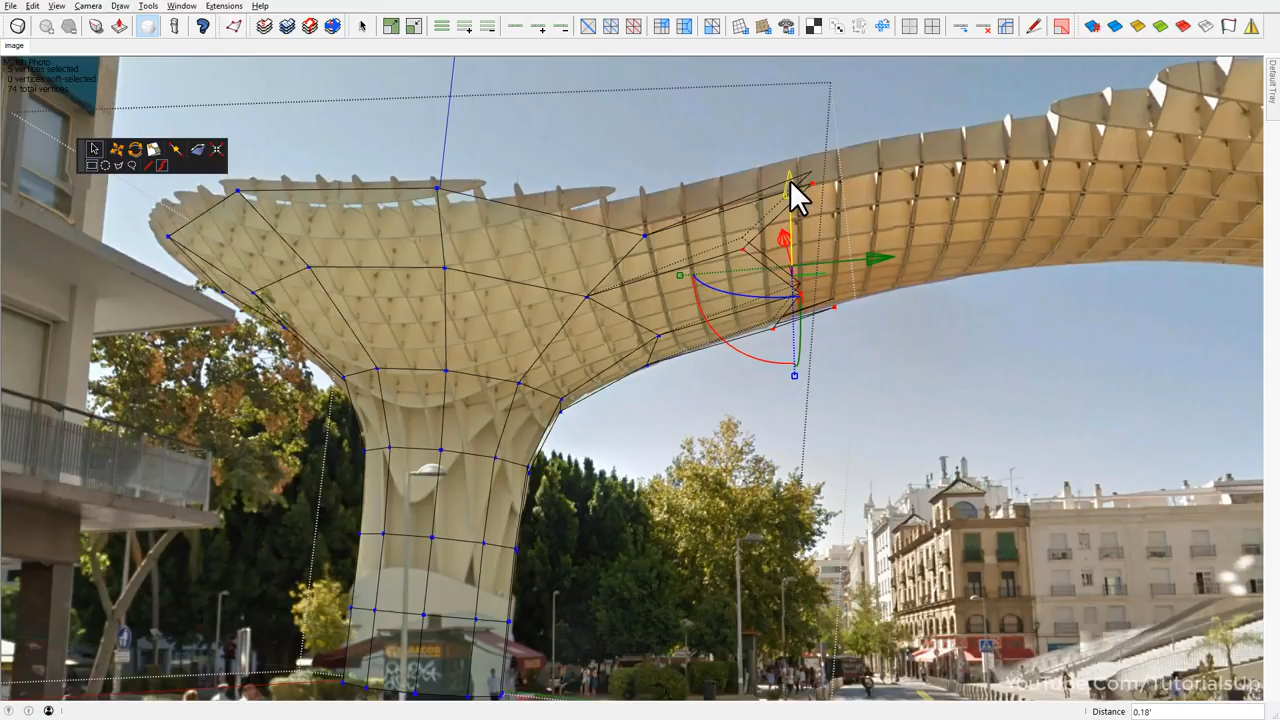 File Edit View Camera Draw Tools Window Extensions Help
image
Match Photo
5 vertices selected
0 vertices soft-selected
74 total vertices
Default Tray
YouTube.Com/TutorialsUp
Distance 0.18'